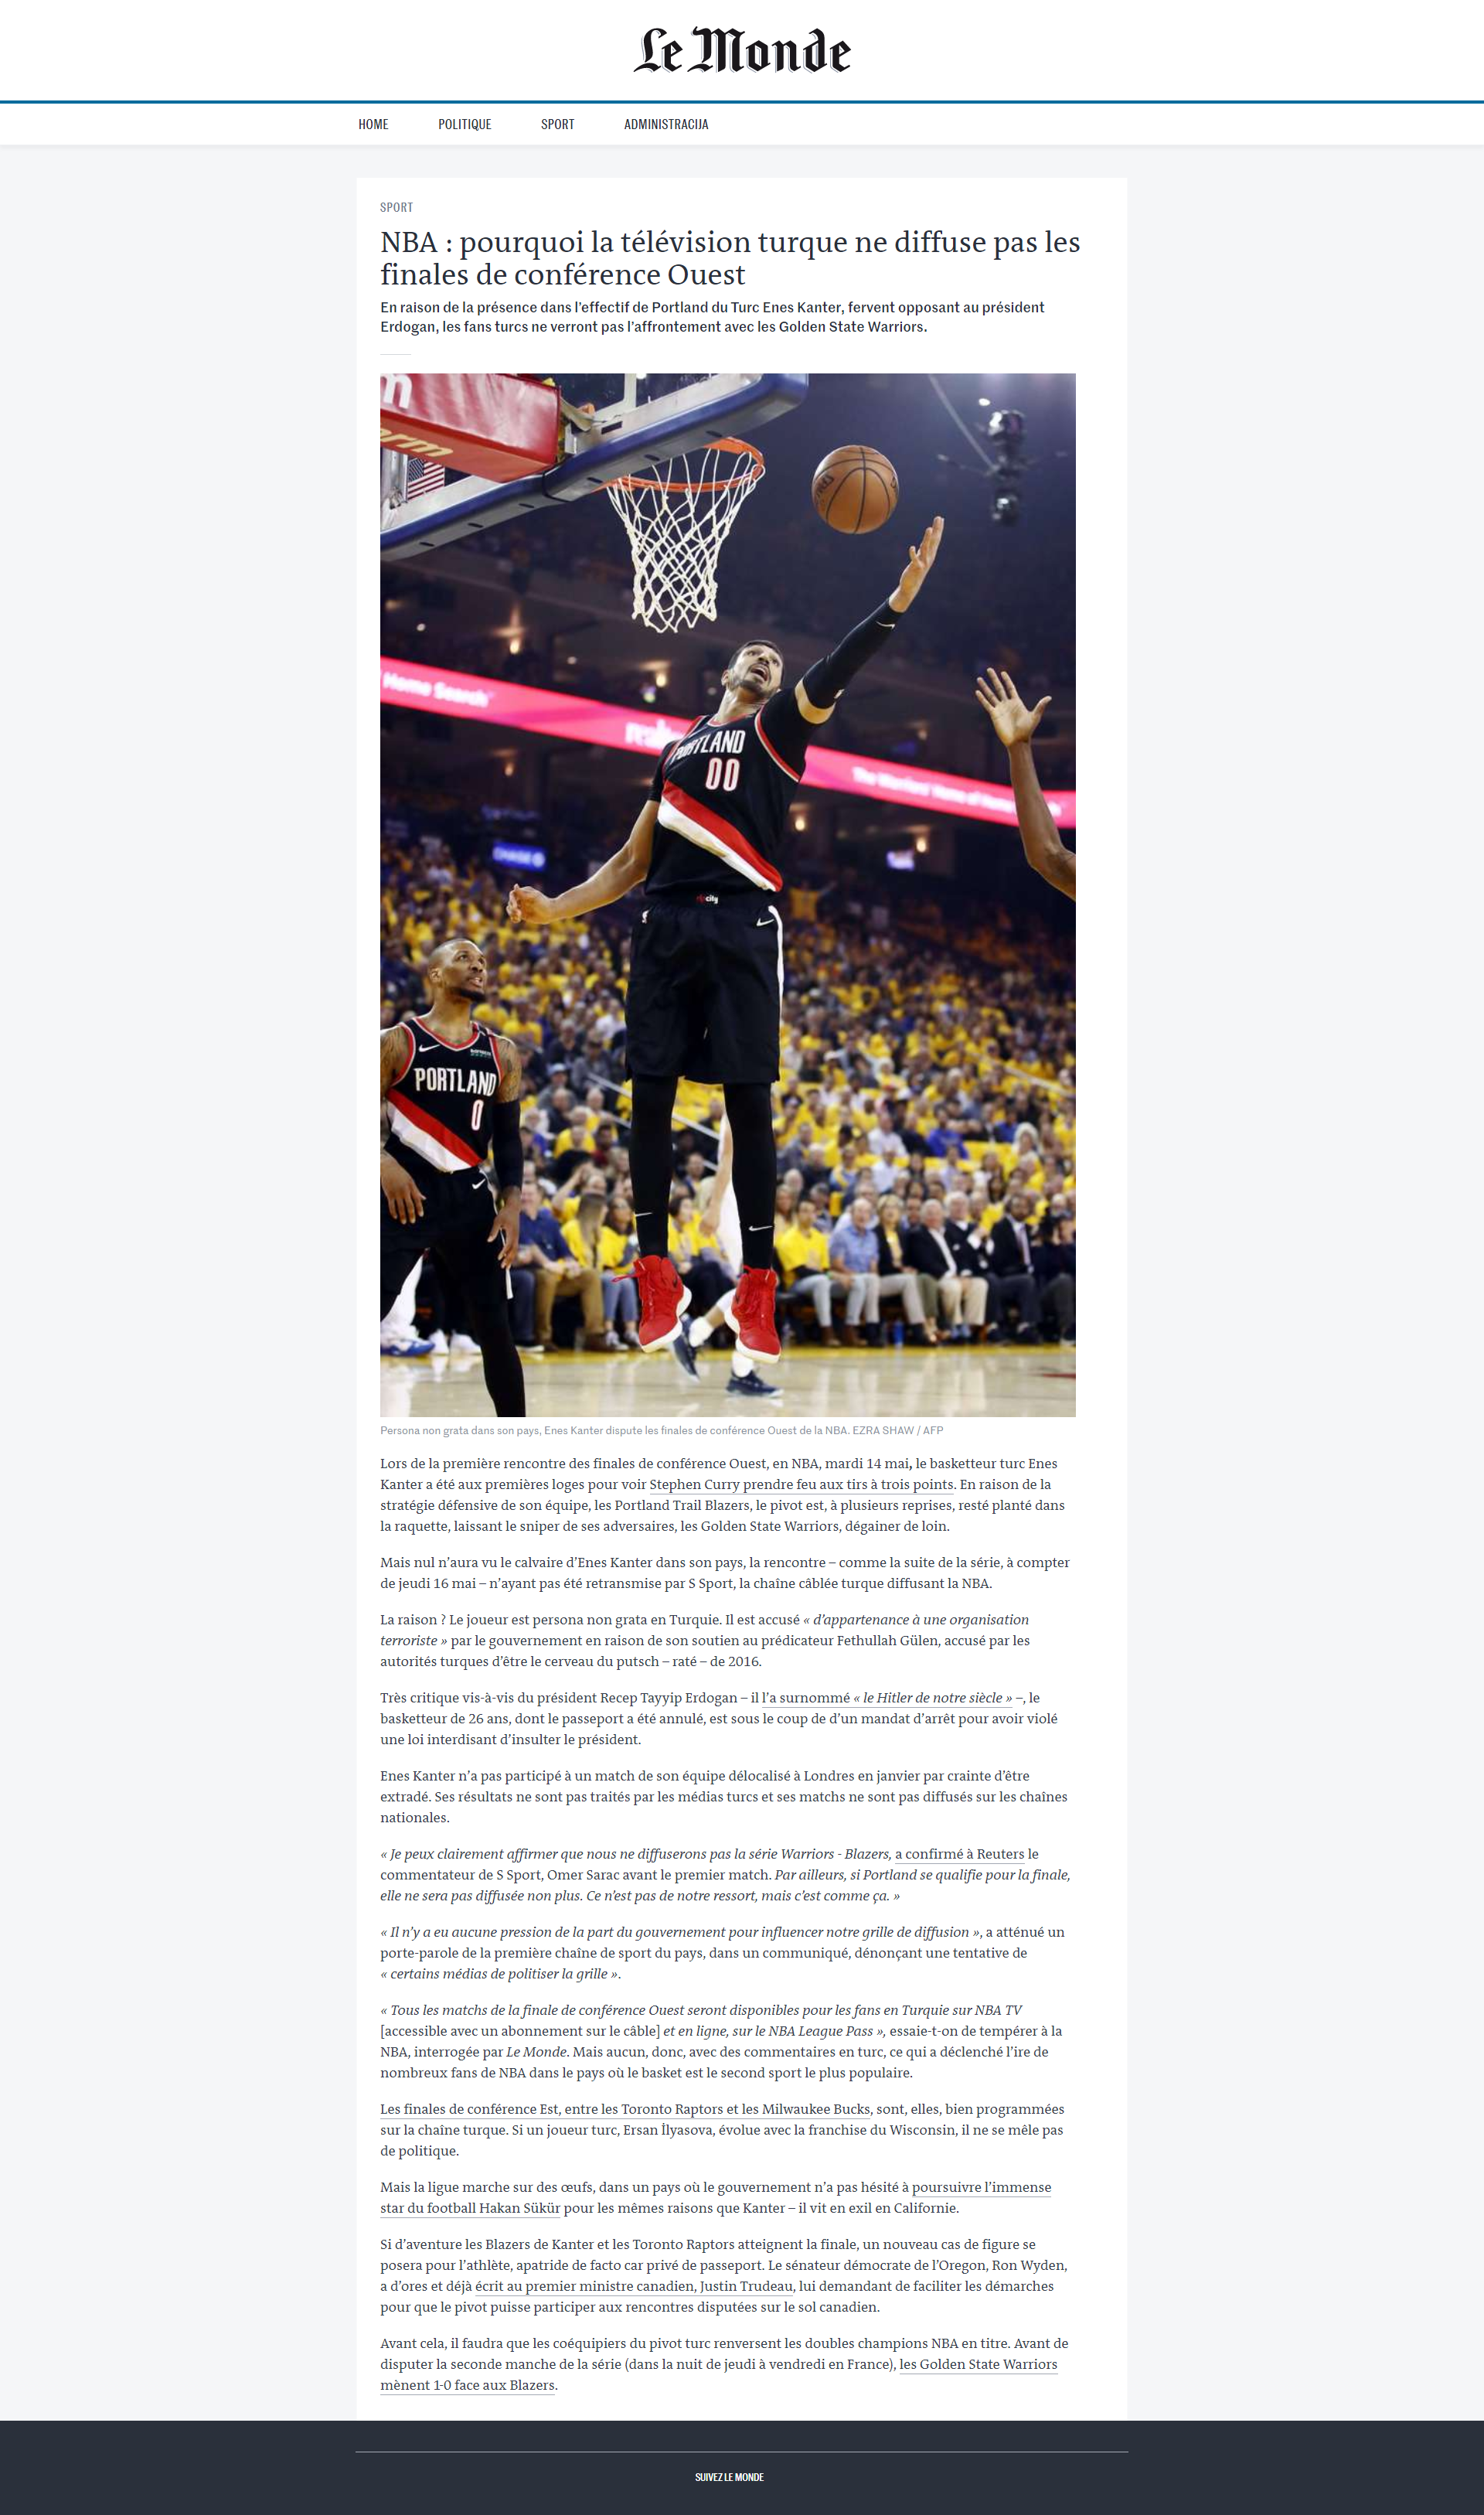 Le Monde
HOME
POLITIQUE
SPORT
ADMINISTRACIJA
SPORT
NBA : pourquoi la télévision turque ne diffuse pas les
finales de conférence Ouest
En raison de la présence dans l'effectif de Portland du Turc Enes Kanter, fervent opposant au président
Erdogan, les fans turcs ne verront pas l'affrontement avec les Golden State Warriors.
Home Search
PORTLAND
00
The Warriors' Home of Home
CHASE
city
PORTLAND
0
Persona non grata dans son pays, Enes Kanter dispute les finales de conférence Ouest de la NBA. EZRA SHAW / AFP
Lors de la première rencontre des finales de conférence Ouest, en NBA, mardi 14 mai, le basketteur turc Enes
Kanter a été aux premières loges pour voir Stephen Curry prendre feu aux tirs à trois points. En raison de la
stratégie défensive de son équipe, les Portland Trail Blazers, le pivot est, à plusieurs reprises, resté planté dans
la raquette, laissant le sniper de ses adversaires, les Golden State Warriors, dégainer de loin.
Mais nul n'aura vu le calvaire d'Enes Kanter dans son pays, la rencontre – comme la suite de la série, à compter
de jeudi 16 mai – n'ayant pas été retransmise par S Sport, la chaîne câblée turque diffusant la NBA.
La raison ? Le joueur est persona non grata en Turquie. Il est accusé « d'appartenance à une organisation
terroriste » par le gouvernement en raison de son soutien au prédicateur Fethullah Gülen, accusé par les
autorités turques d'être le cerveau du putsch – raté – de 2016.
Très critique vis-à-vis du président Recep Tayyip Erdogan – il l'a surnommé « le Hitler de notre siècle » –, le
basketteur de 26 ans, dont le passeport a été annulé, est sous le coup de d'un mandat d'arrêt pour avoir violé
une loi interdisant d'insulter le président.
Enes Kanter n'a pas participé à un match de son équipe délocalisé à Londres en janvier par crainte d'être
extradé. Ses résultats ne sont pas traités par les médias turcs et ses matchs ne sont pas diffusés sur les chaînes
nationales.
« Je peux clairement affirmer que nous ne diffuserons pas la série Warriors - Blazers, a confirmé à Reuters le
commentateur de S Sport, Omer Sarac avant le premier match. Par ailleurs, si Portland se qualifie pour la finale,
elle ne sera pas diffusée non plus. Ce n'est pas de notre ressort, mais c'est comme ça. »
« Il n'y a eu aucune pression de la part du gouvernement pour influencer notre grille de diffusion », a atténué un
porte-parole de la première chaîne de sport du pays, dans un communiqué, dénonçant une tentative de
« certains médias de politiser la grille ».
« Tous les matchs de la finale de conférence Ouest seront disponibles pour les fans en Turquie sur NBA TV
[accessible avec un abonnement sur le câble] et en ligne, sur le NBA League Pass », essaie-t-on de tempérer à la
NBA, interrogée par Le Monde. Mais aucun, donc, avec des commentaires en turc, ce qui a déclenché l'ire de
nombreux fans de NBA dans le pays où le basket est le second sport le plus populaire.
Les finales de conférence Est, entre les Toronto Raptors et les Milwaukee Bucks, sont, elles, bien programmées
sur la chaîne turque. Si un joueur turc, Ersan İlyasova, évolue avec la franchise du Wisconsin, il ne se mêle pas
de politique.
Mais la ligue marche sur des œufs, dans un pays où le gouvernement n'a pas hésité à poursuivre l'immense
star du football Hakan Sükür pour les mêmes raisons que Kanter – il vit en exil en Californie.
Si d'aventure les Blazers de Kanter et les Toronto Raptors atteignent la finale, un nouveau cas de figure se
posera pour l'athlète, apatride de facto car privé de passeport. Le sénateur démocrate de l'Oregon, Ron Wyden,
a d'ores et déjà écrit au premier ministre canadien, Justin Trudeau, lui demandant de faciliter les démarches
pour que le pivot puisse participer aux rencontres disputées sur le sol canadien.
Avant cela, il faudra que les coéquipiers du pivot turc renversent les doubles champions NBA en titre. Avant de
disputer la seconde manche de la série (dans la nuit de jeudi à vendredi en France), les Golden State Warriors
mènent 1-0 face aux Blazers.
SUIVEZ LE MONDE